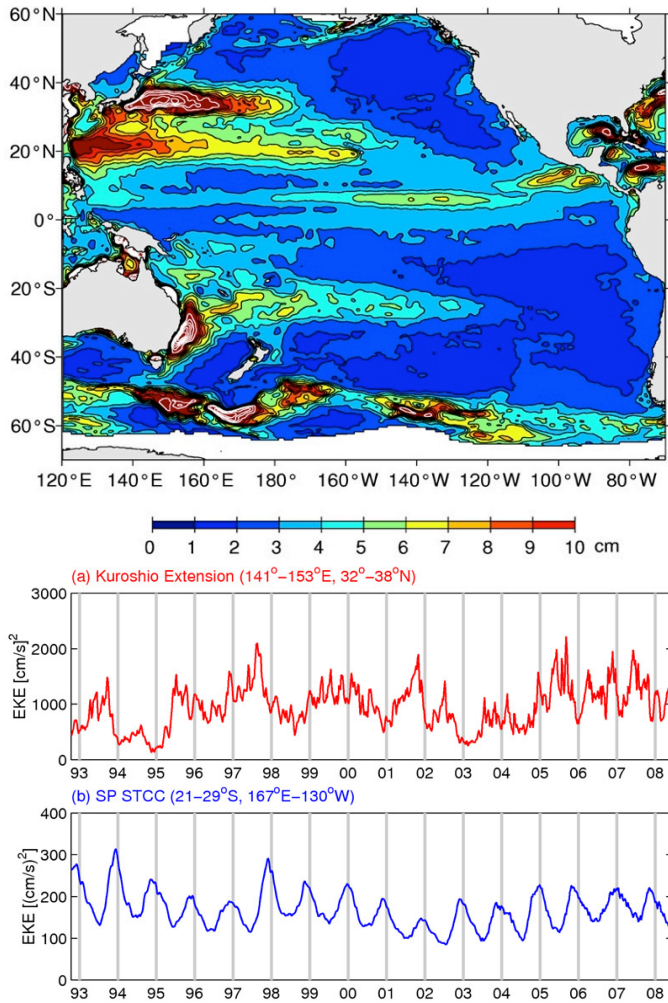 60°N
40°N
20°N
0°
20°S
40°S
60°S
120°E 140°E 160°E 180° 160°W 140°W 120°W 100°W 80°W
0 1 2 3 4 5 6 7 8 9 10 cm
(a) Kuroshio Extension (141°−153°E, 32°−38°N)
EKE [cm/s]²
3000
2000
1000
0
93 94 95 96 97 98 99 00 01 02 03 04 05 06 07 08
(b) SP STCC (21−29°S, 167°E−130°W)
EKE [(cm/s)²]
400
300
200
100
0
93 94 95 96 97 98 99 00 01 02 03 04 05 06 07 08